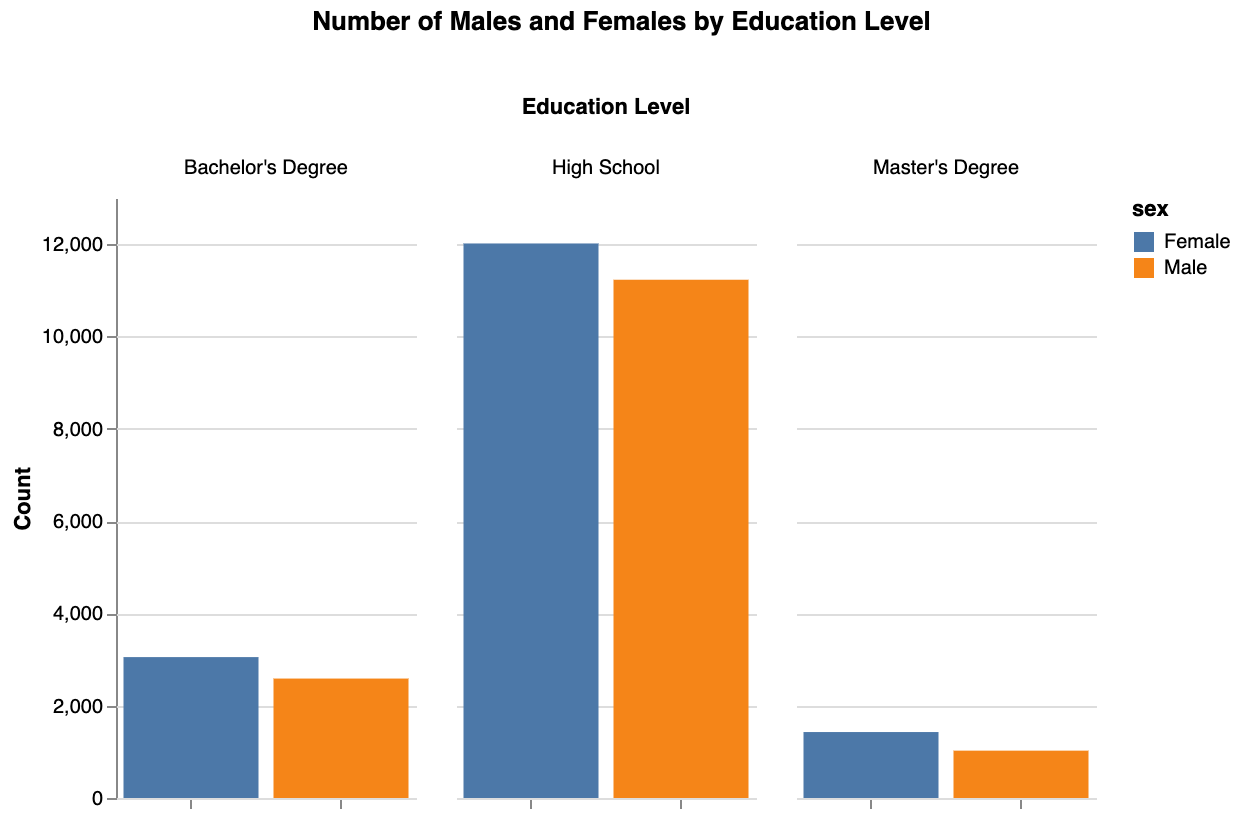 Number of Males and Females by Education Level
Education Level
Bachelor's Degree
High School
Master's Degree
sex
Female
Male
12,000
10,000
8,000
6,000
4,000
2,000
0
Count